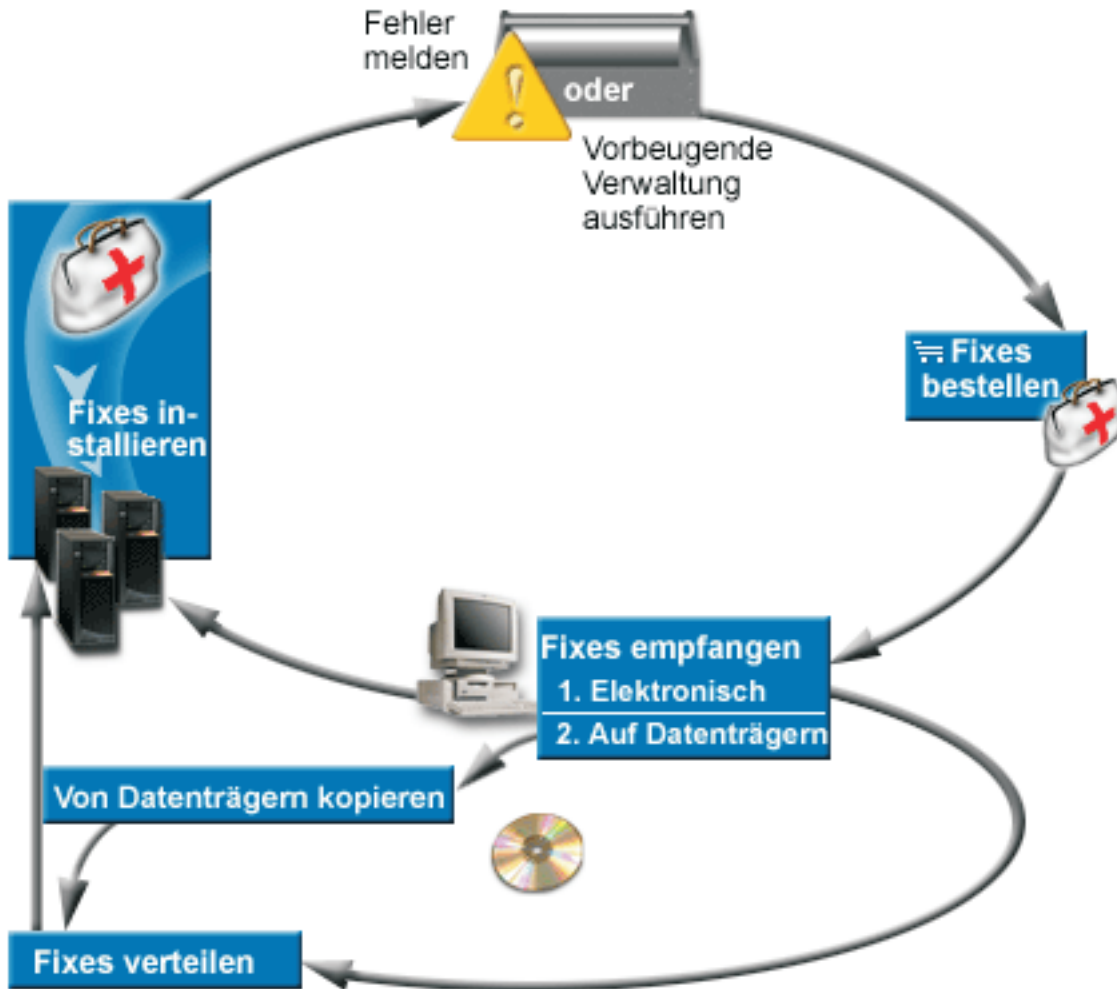 Fehler
melden
oder
Vorbeugende
Verwaltung
ausführen
Fixes
bestellen
Fixes in-
stallieren
Fixes empfangen
1. Elektronisch
2. Auf Datenträgern
Von Datenträgern kopieren
Fixes verteilen